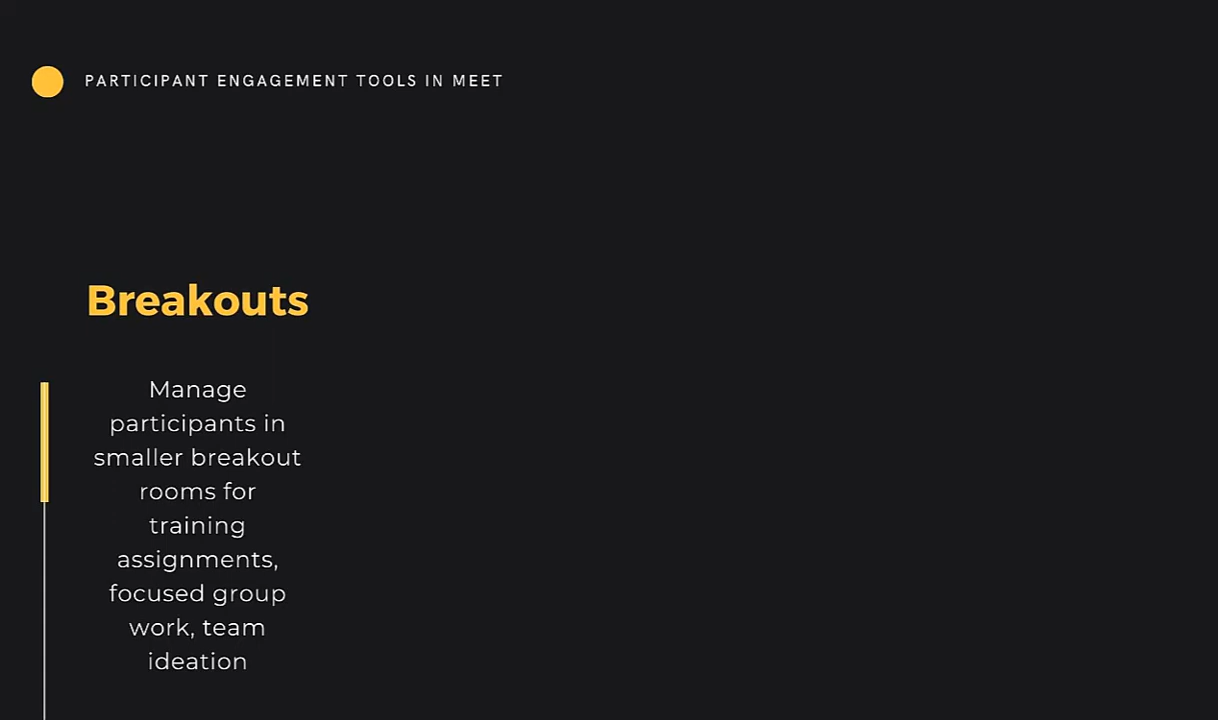 PARTICIPANT ENGAGEMENT TOOLS IN MEET
Breakouts
Manage
participants in
smaller breakout
rooms for
training
assignments,
focused group
work, team
ideation